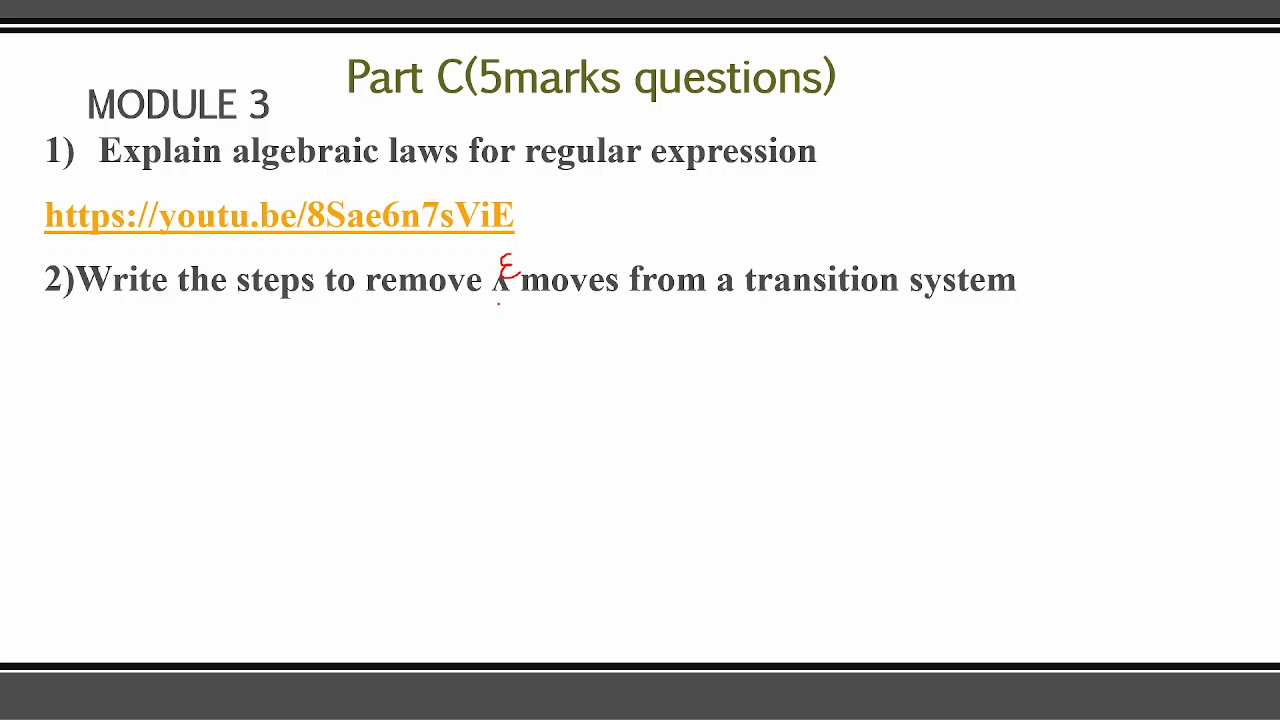 Part C(5marks questions)
MODULE 3
1) Explain algebraic laws for regular expression
https://youtu.be/8Sae6n7sViE
ε
2)Write the steps to remove ʌ moves from a transition system